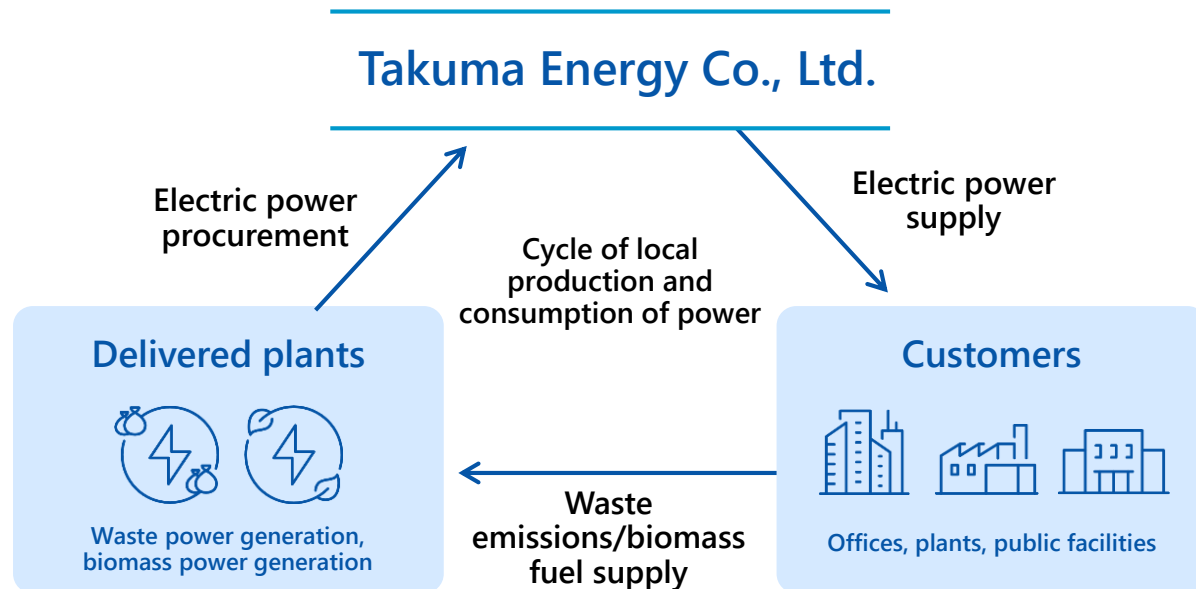 Takuma Energy Co., Ltd.
Electric power
procurement
Electric power
supply
Cycle of local
production and
consumption of power
Delivered plants
Waste power generation,
biomass power generation
Customers
Offices, plants, public facilities
Waste
emissions/biomass
fuel supply